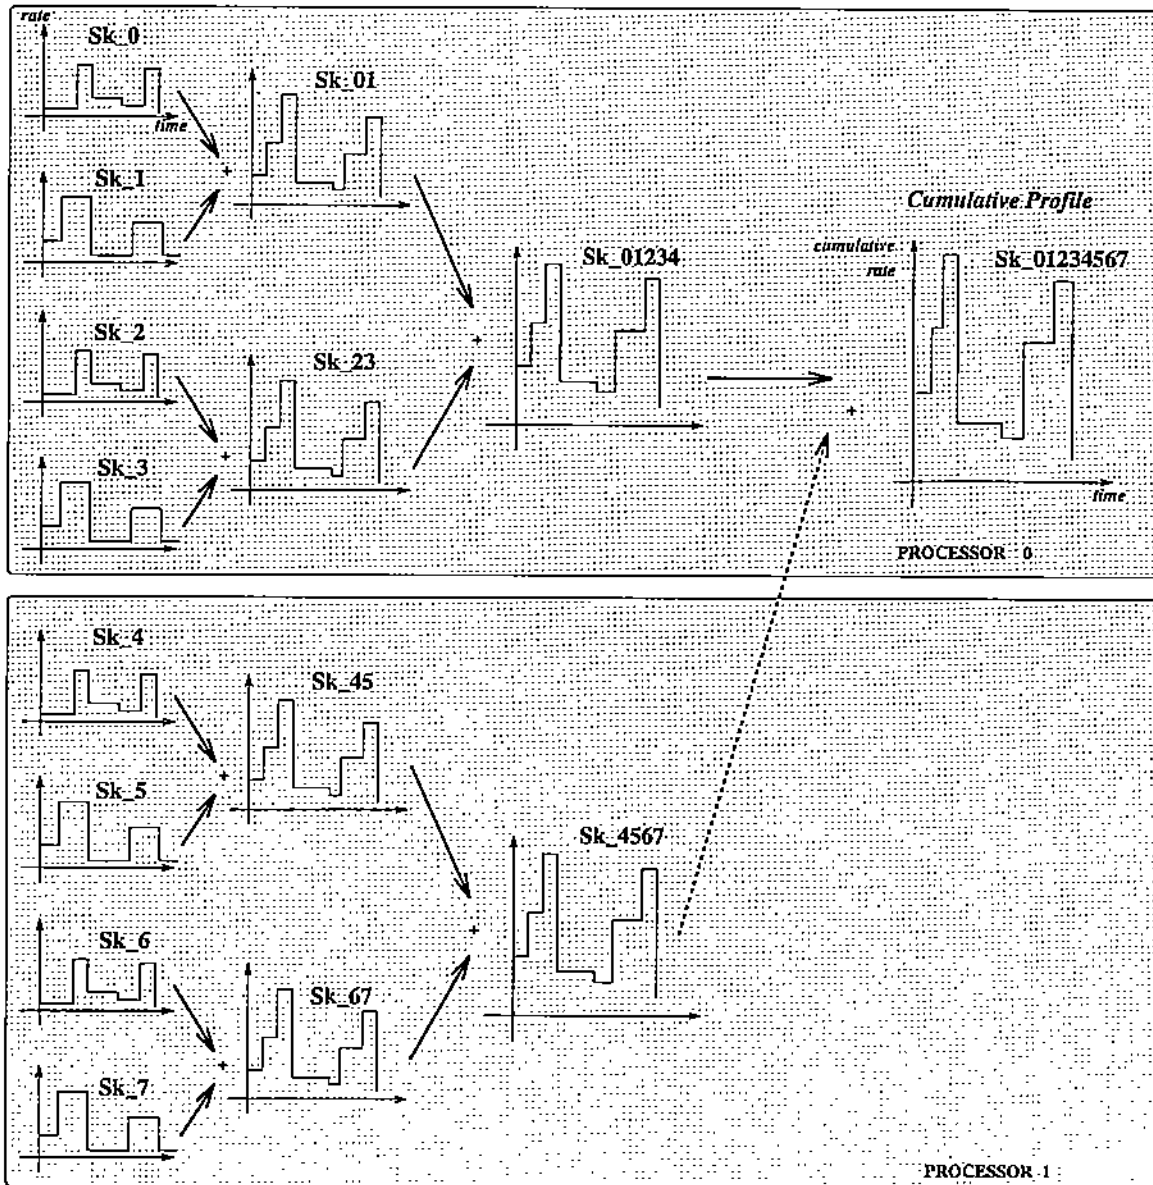 rate
Sk_0
time
Sk_01
+
Sk_1
Sk_2
Sk_23
+
Sk_3
+
Sk_01234
+
Cumulative Profile
cumulative
rate
Sk_01234567
time
PROCESSOR 0
Sk_4
Sk_45
+
Sk_5
Sk_6
Sk_67
+
Sk_7
+
Sk_4567
PROCESSOR 1